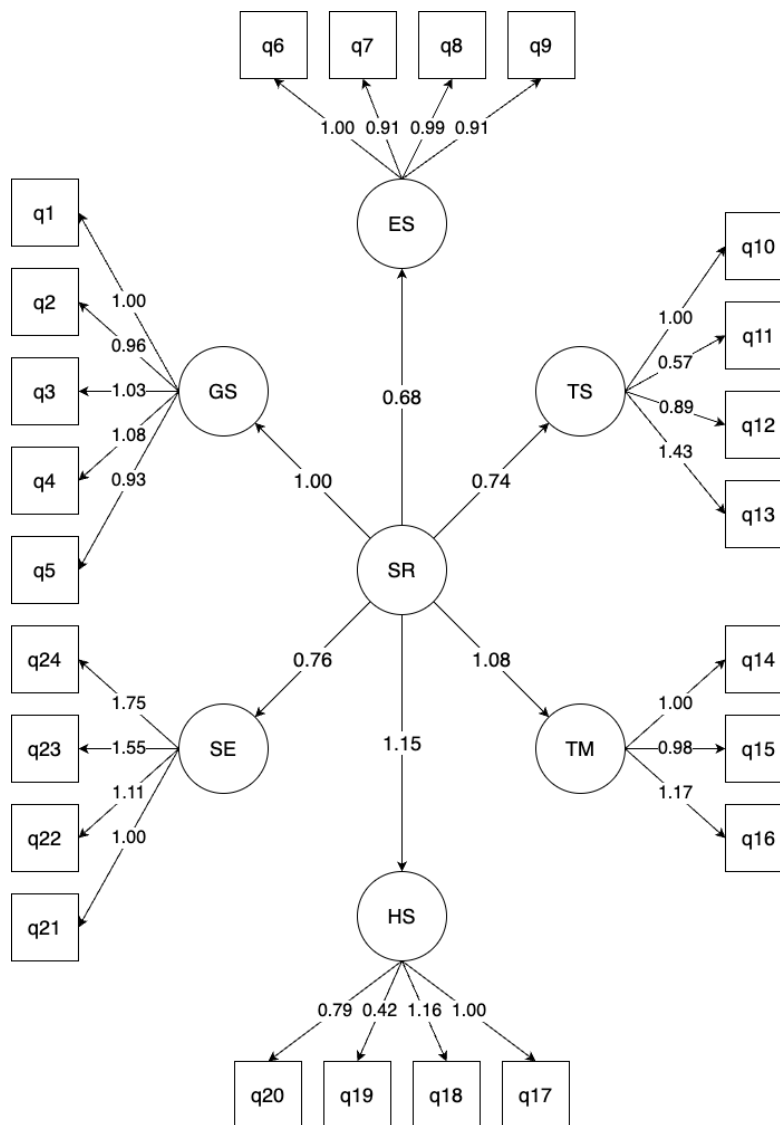 q6 q7 q8 q9
1.00 0.91 0.99 0.91
ES
q1
q2
q3
q4
q5
1.00
0.96
1.03
1.08
0.93
GS
q10
q11
q12
q13
1.00
0.57
0.89
1.43
TS
0.68
1.00
0.74
SR
0.76
1.15
1.08
q24
q23
q22
q21
1.75
1.55
1.11
1.00
SE
q14
q15
q16
1.00
0.98
1.17
TM
HS
0.79 0.42 1.16 1.00
q20 q19 q18 q17